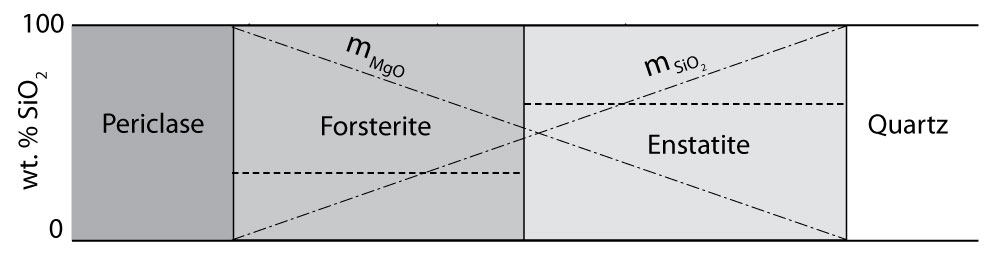 100
wt. % SiO₂
0
Periclase
m MgO
Forsterite
m SiO₂
Enstatite
Quartz